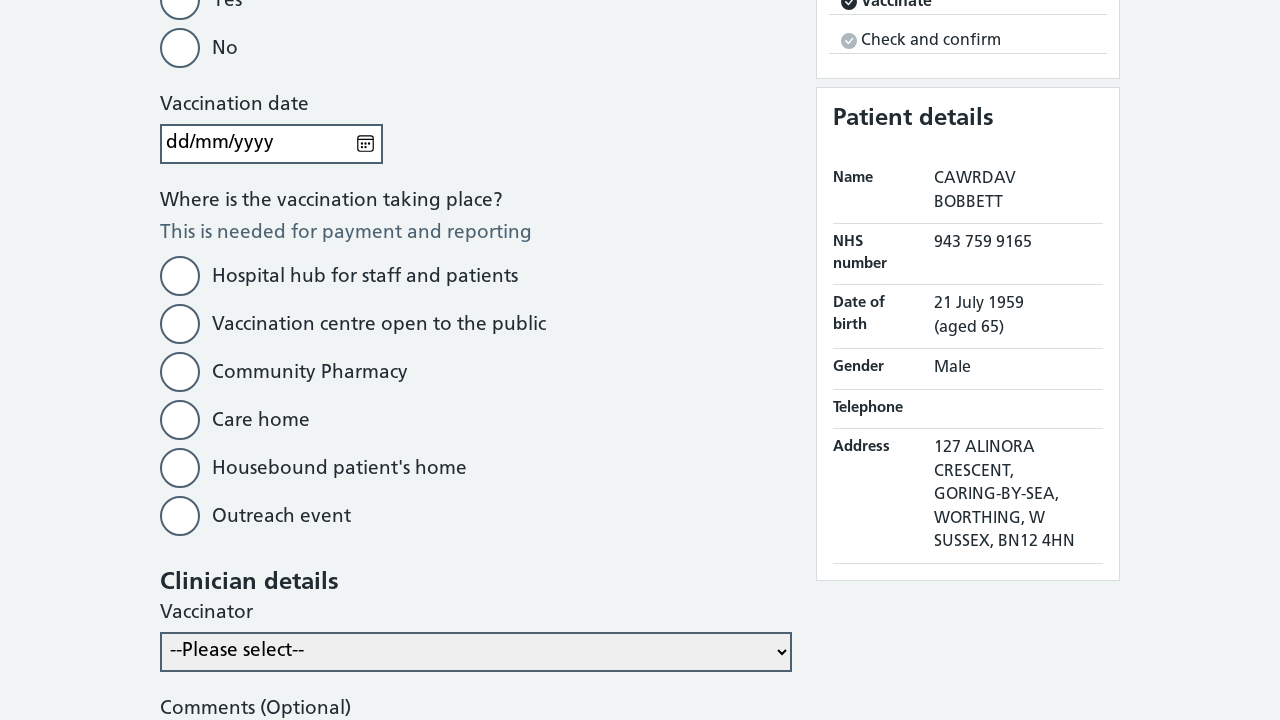 Yes
No
Vaccination date
dd/mm/yyyy
Where is the vaccination taking place?
This is needed for payment and reporting
Hospital hub for staff and patients
Vaccination centre open to the public
Community Pharmacy
Care home
Housebound patient's home
Outreach event
Clinician details
Vaccinator
--Please select--
Comments (Optional)
Vaccinate
Check and confirm
Patient details
Name
CAWRDAV
BOBBETT
NHS
number
943 759 9165
Date of
birth
21 July 1959
(aged 65)
Gender
Male
Telephone
Address
127 ALINORA
CRESCENT,
GORING-BY-SEA,
WORTHING, W
SUSSEX, BN12 4HN